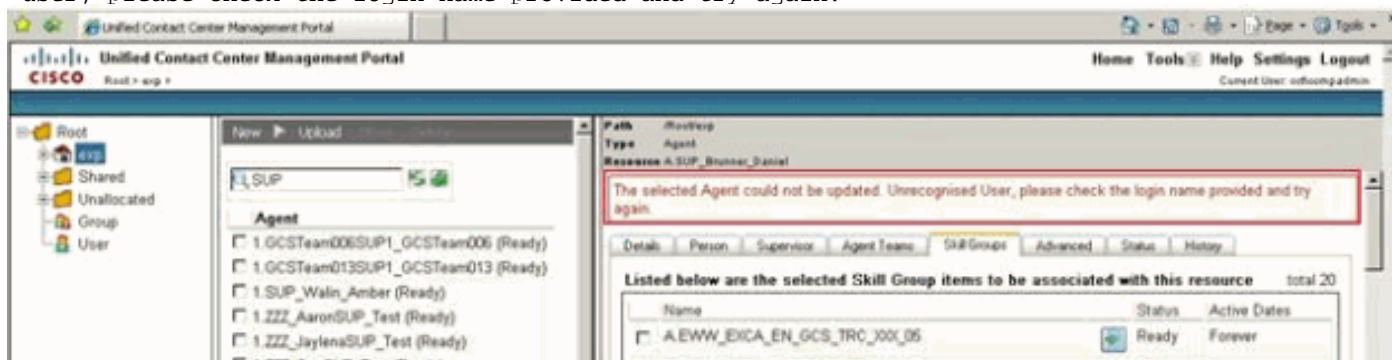 user, please check the login name provided and try again.
Unified Contact Center Management Portal
Page
Tools
Unified Contact Center Management Portal
CISCO
Root > exp >
Home Tools Help Settings Logout
Current User:
Root
exp
Shared
Unallocated
Group
User
New Upload
SUP
Agent
1.GCSTeam006SUP1_GCSTeam006 (Ready)
1.GCSTeam013SUP1_GCSTeam013 (Ready)
1.SUP_Walin_Amber (Ready)
1.ZZZ_AaronSUP_Test (Ready)
1.ZZZ_JaylenaSUP_Test (Ready)
Path /Root/exp
Type Agent
Resource A.SUP_Brunner_Daniel
The selected Agent could not be updated. Unrecognised User, please check the login name provided and try
again.
Details Person Supervisor Agent Teams Skill Groups Advanced Status History
Listed below are the selected Skill Group items to be associated with this resource total 20
Name Status Active Dates
A.EWW_EXCA_EN_GCS_TRC_XXX_05 Ready Forever